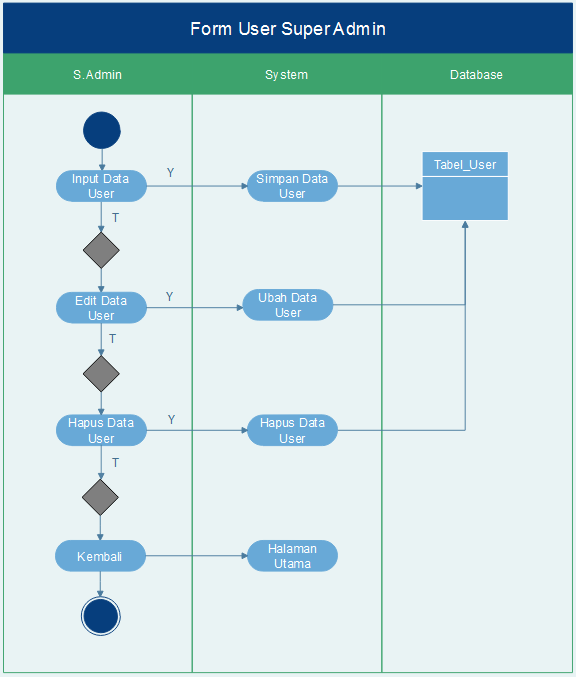 Form User Super Admin
S.Admin
System
Database
Input Data
User
Y
Simpan Data
User
Tabel_User
T
Edit Data
User
Y
Ubah Data
User
T
Hapus Data
User
Y
Hapus Data
User
T
Kembali
Halaman
Utama